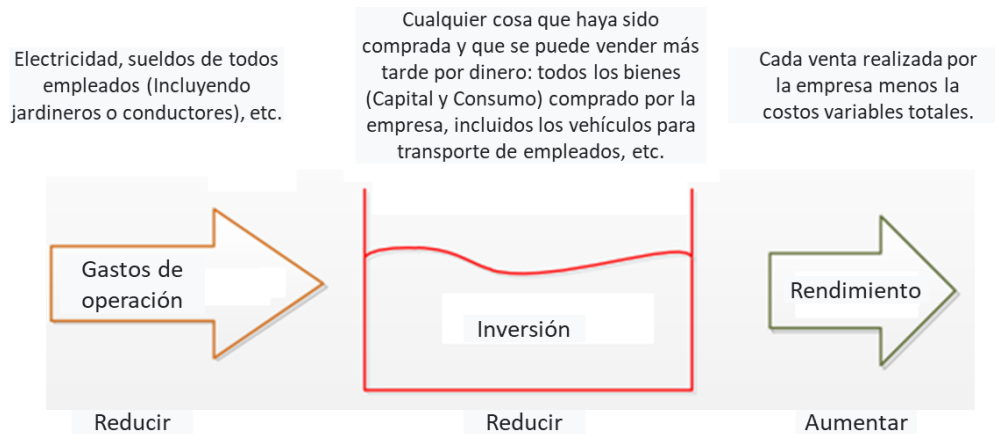 Electricidad, sueldos de todos
empleados (Incluyendo
jardineros o conductores), etc.
Cualquier cosa que haya sido
comprada y que se puede vender más
tarde por dinero: todos los bienes
(Capital y Consumo) comprado por la
empresa, incluidos los vehículos para
transporte de empleados, etc.
Cada venta realizada por
la empresa menos la
costos variables totales.
Gastos de
operación
Inversión
Rendimiento
Reducir
Reducir
Aumentar